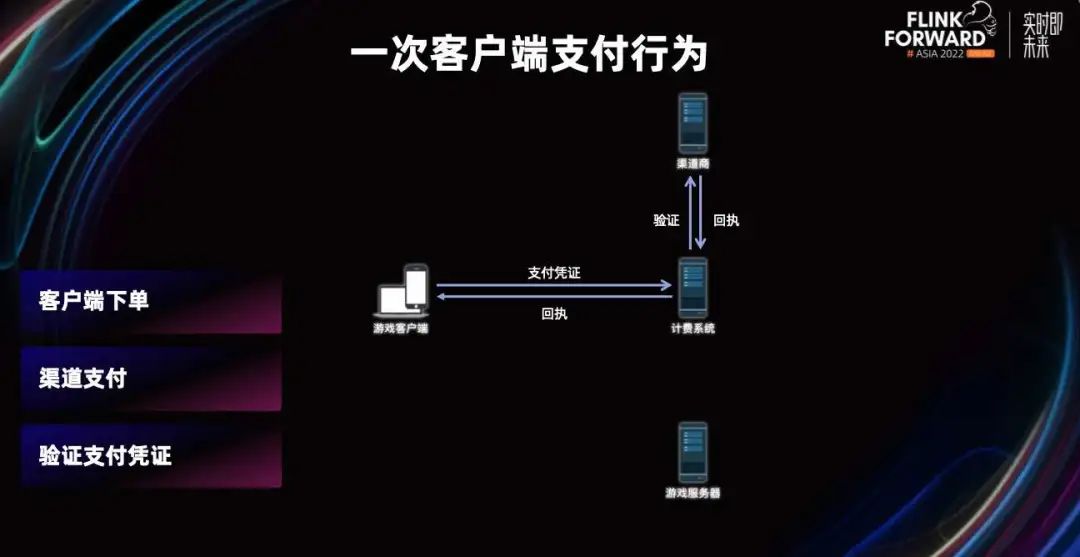 FLINK
FORWARD
# ASIA 2022
实时即
未来
一次客户端支付行为
渠道商
验证
回执
支付凭证
回执
游戏客户端
计费系统
客户端下单
渠道支付
验证支付凭证
游戏服务器